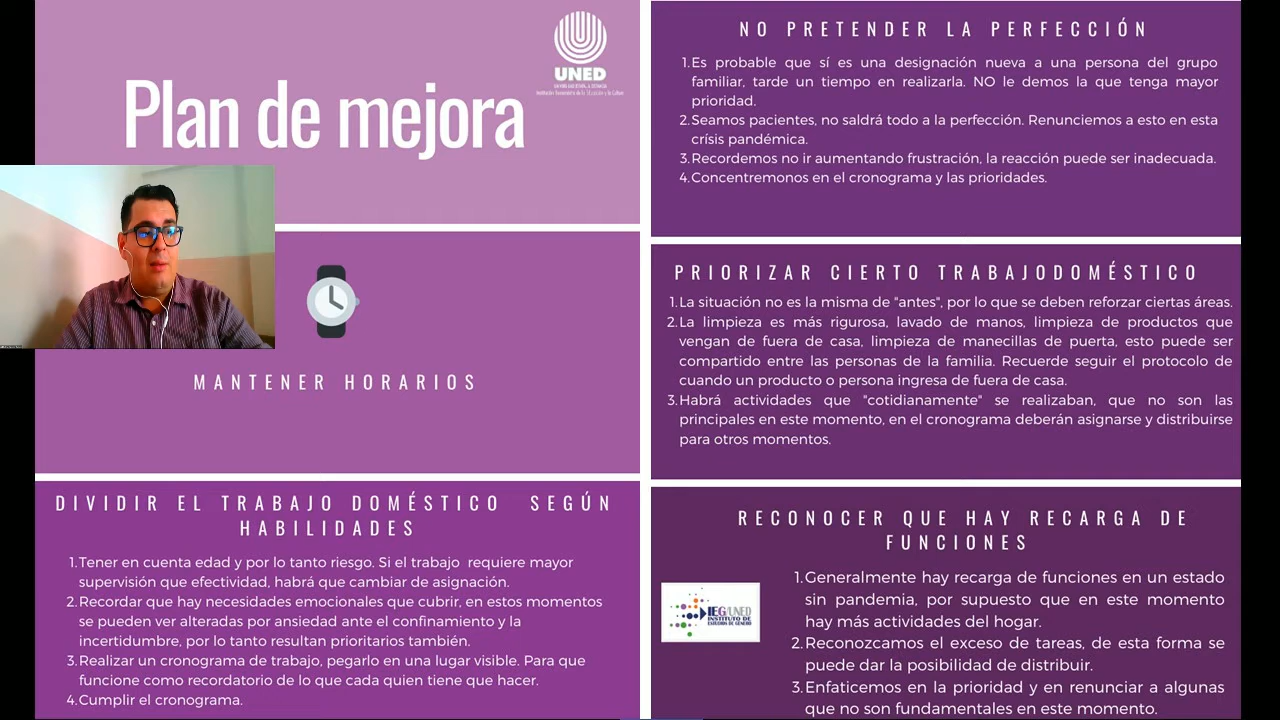 Plan de mejora
UNED
MANTENER HORARIOS
DIVIDIR EL TRABAJO DOMÉSTICO SEGÚN
HABILIDADES
1.Tener en cuenta edad y por lo tanto riesgo. Si el trabajo requiere mayor
supervisión que efectividad, habrá que cambiar de asignación.
2.Recordar que hay necesidades emocionales que cubrir, en estos momentos
se pueden ver alteradas por ansiedad ante el confinamiento y la
incertidumbre, por lo tanto resultan prioritarios también.
3.Realizar un cronograma de trabajo, pegarlo en una lugar visible. Para que
funcione como recordatorio de lo que cada quien tiene que hacer.
4.Cumplir el cronograma.
NO PRETENDER LA PERFECCIÓN
1.Es probable que sí es una designación nueva a una persona del grupo
familiar, tarde un tiempo en realizarla. NO le demos la que tenga mayor
prioridad.
2.Seamos pacientes, no saldrá todo a la perfección. Renunciemos a esto en esta
crísis pandémica.
3.Recordemos no ir aumentando frustración, la reacción puede ser inadecuada.
4.Concentremonos en el cronograma y las prioridades.
PRIORIZAR CIERTO TRABAJODOMÉSTICO
1.La situación no es la misma de "antes", por lo que se deben reforzar ciertas áreas.
2.La limpieza es más rigurosa, lavado de manos, limpieza de productos que
vengan de fuera de casa, limpieza de manecillas de puerta, esto puede ser
compartido entre las personas de la familia. Recuerde seguir el protocolo de
cuando un producto o persona ingresa de fuera de casa.
3.Habrá actividades que "cotidianamente" se realizaban, que no son las
principales en este momento, en el cronograma deberán asignarse y distribuirse
para otros momentos.
RECONOCER QUE HAY RECARGA DE
FUNCIONES
IEG/UNED
INSTITUTO DE
ESTUDIOS DE GÉNERO
1.Generalmente hay recarga de funciones en un estado
sin pandemia, por supuesto que en este momento
hay más actividades del hogar.
2.Reconozcamos el exceso de tareas, de esta forma se
puede dar la posibilidad de distribuir.
3.Enfaticemos en la prioridad y en renunciar a algunas
que no son fundamentales en este momento.